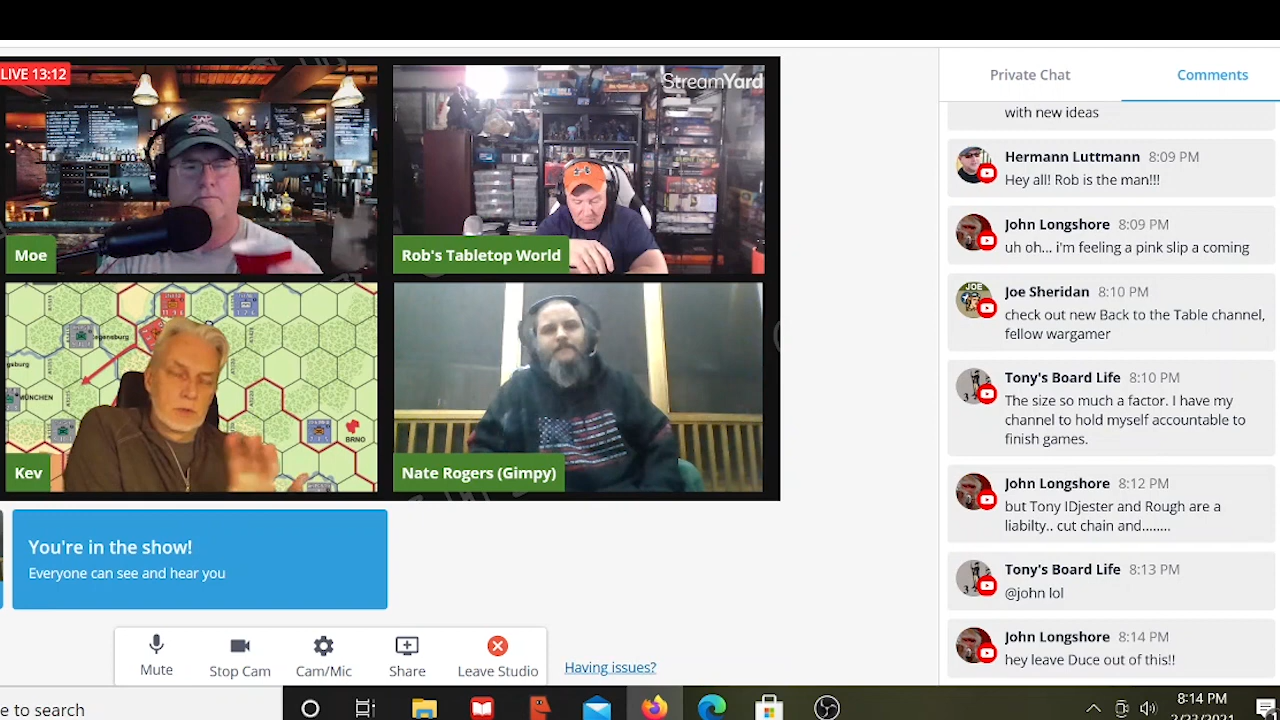 LIVE 13:12
StreamYard
Moe
Rob's Tabletop World
MÜNCHEN
BRNO
Kev
Nate Rogers (Gimpy)
You're in the show!
Everyone can see and hear you
Mute
Stop Cam
Cam/Mic
Share
Leave Studio
Having issues?
Private Chat
Comments
with new ideas
Hermann Luttmann 8:09 PM
Hey all! Rob is the man!!!
John Longshore 8:09 PM
uh oh... i'm feeling a pink slip a coming
JOE
Joe Sheridan 8:10 PM
check out new Back to the Table channel,
fellow wargamer
Tony's Board Life 8:10 PM
The size so much a factor. I have my
channel to hold myself accountable to
finish games.
John Longshore 8:12 PM
but Tony IDjester and Rough are a
liabilty.. cut chain and........
Tony's Board Life 8:13 PM
@john lol
John Longshore 8:14 PM
hey leave Duce out of this!!
e to search
8:14 PM
2/23/2021